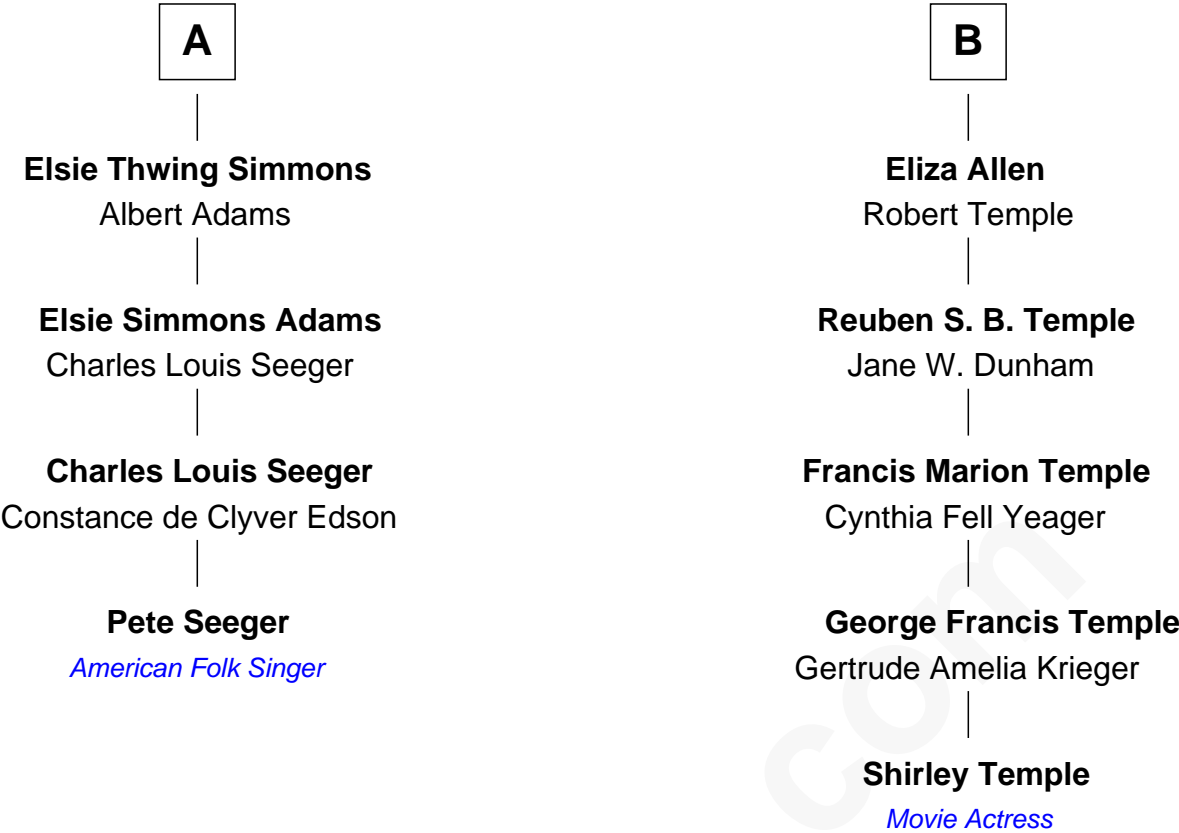 A
Elsie Thwing Simmons
Albert Adams
Elsie Simmons Adams
Charles Louis Seeger
Charles Louis Seeger
Constance de Clyver Edson
Pete Seeger
American Folk Singer
B
Eliza Allen
Robert Temple
Reuben S. B. Temple
Jane W. Dunham
Francis Marion Temple
Cynthia Fell Yeager
George Francis Temple
Gertrude Amelia Krieger
Shirley Temple
Movie Actress
com